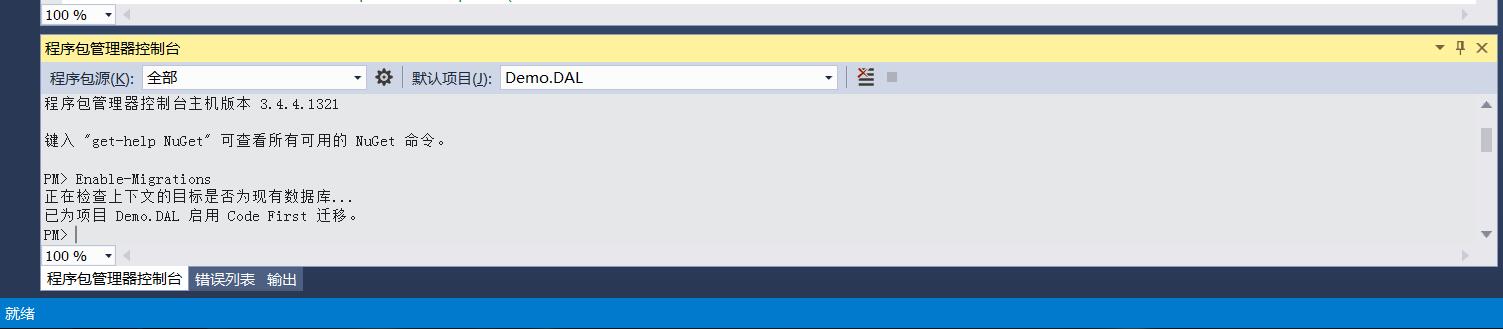 100 %
程序包管理器控制台
程序包源(K): 全部 默认项目(J): Demo.DAL
程序包管理器控制台主机版本 3.4.4.1321
键入 "get-help NuGet" 可查看所有可用的 NuGet 命令。
PM> Enable-Migrations
正在检查上下文的目标是否为现有数据库...
已为项目 Demo.DAL 启用 Code First 迁移。
PM>
100 %
程序包管理器控制台 错误列表 输出
就绪